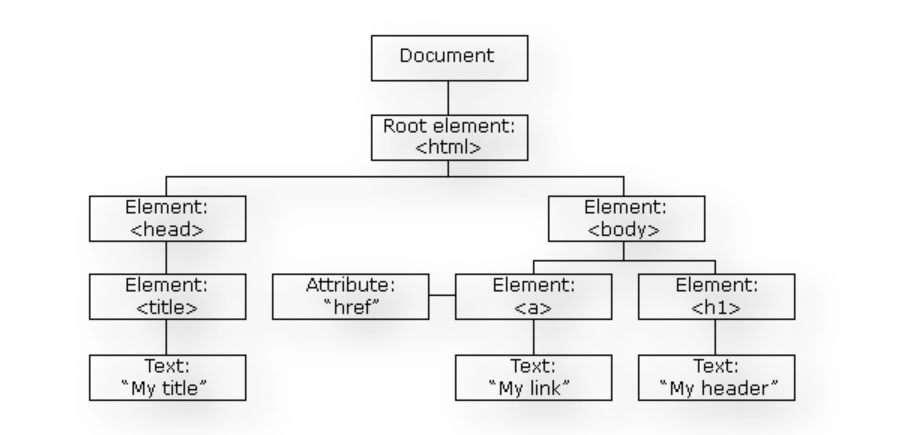 Document
Root element:
<html>
Element:
<head>
Element:
<body>
Element:
<title>
Attribute:
“href”
Element:
<a>
Element:
<h1>
Text:
“My title”
Text:
“My link”
Text:
“My header”